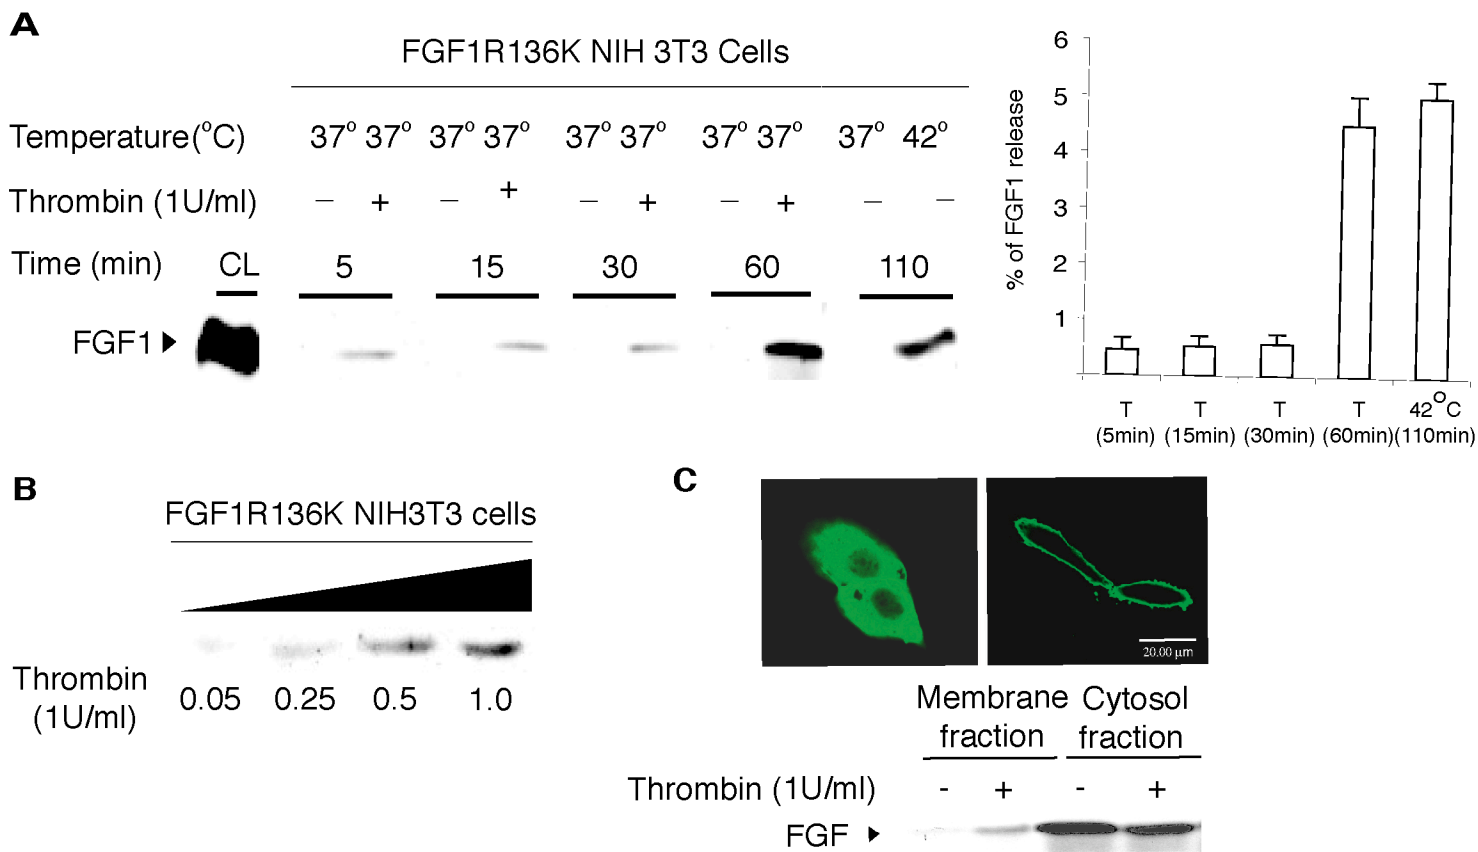 A
FGF1R136K NIH 3T3 Cells
Temperature(°C) 37° 37° 37° 37° 37° 37° 37° 37° 37° 42°
Thrombin (1U/ml) – + – + – + – + – –
Time (min) CL 5 15 30 60 110
FGF1
% of FGF1 release
6
5
4
3
2
1
T T T T 42°C
(5min) (15min) (30min) (60min) (110min)
B
FGF1R136K NIH3T3 cells
Thrombin
(1U/ml)
0.05 0.25 0.5 1.0
C
20.00 µm
Membrane fraction
Cytosol fraction
Thrombin (1U/ml) - + - +
FGF